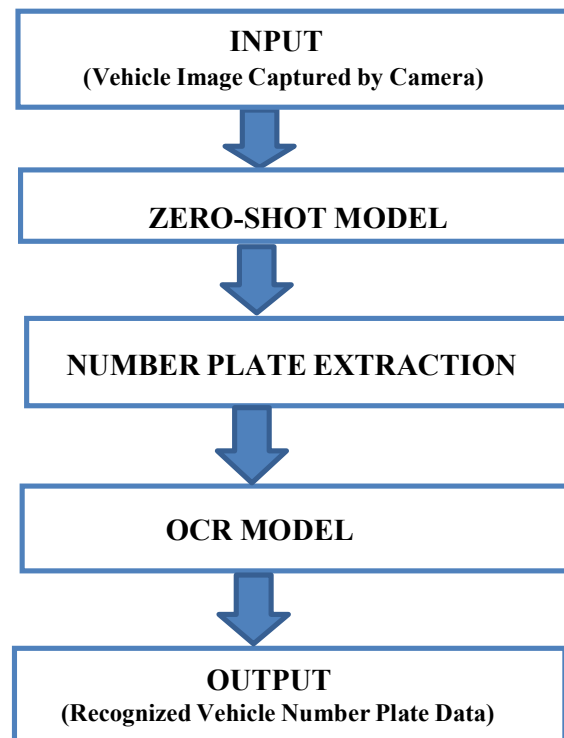 INPUT
(Vehicle Image Captured by Camera)
ZERO-SHOT MODEL
NUMBER PLATE EXTRACTION
OCR MODEL
OUTPUT
(Recognized Vehicle Number Plate Data)